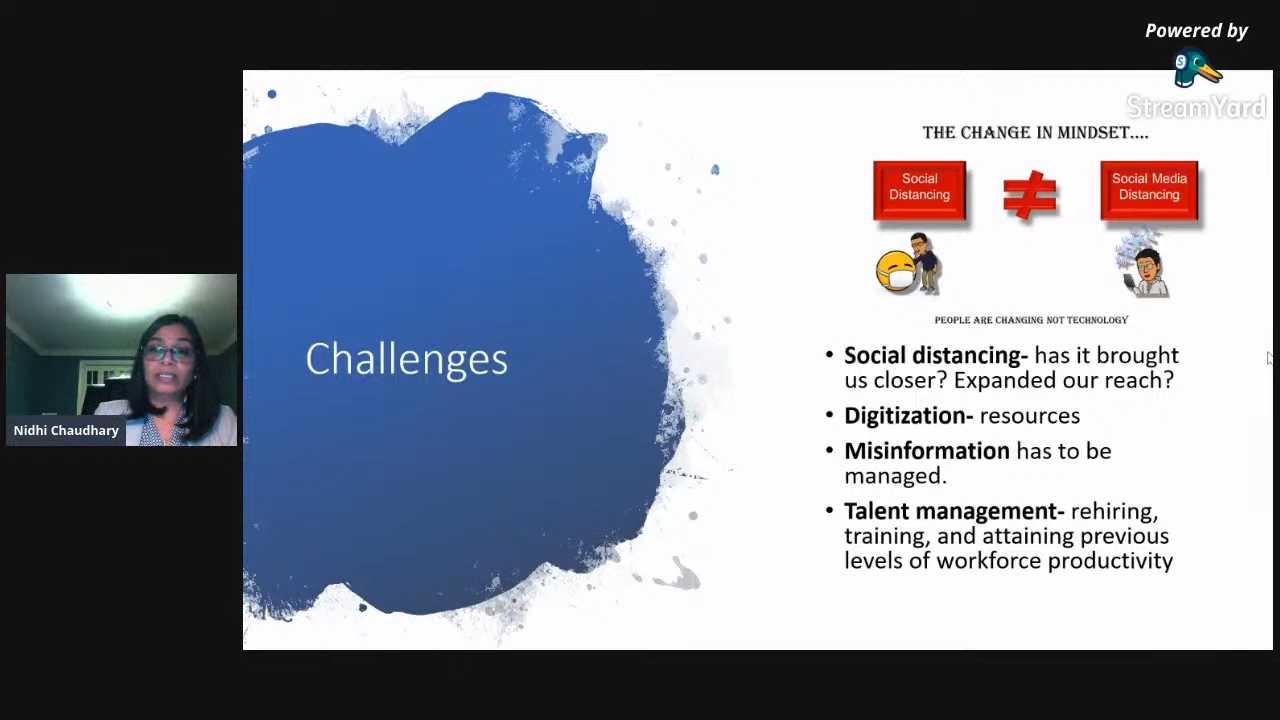 Powered by
StreamYard
THE CHANGE IN MINDSET....
Social
Distancing
≠
Social Media
Distancing
PEOPLE ARE CHANGING NOT TECHNOLOGY
Challenges
• Social distancing- has it brought
us closer? Expanded our reach?
• Digitization- resources
• Misinformation has to be
managed.
• Talent management- rehiring,
training, and attaining previous
levels of workforce productivity
Nidhi Chaudhary